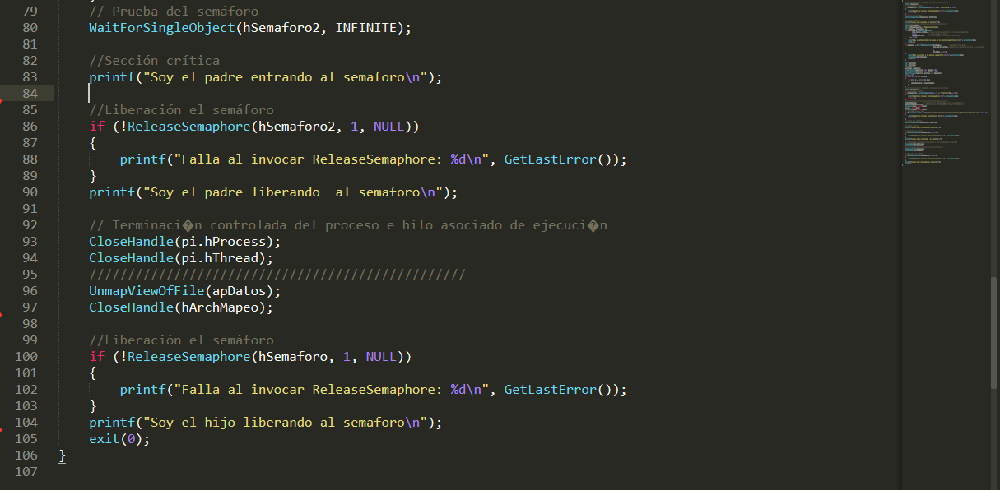 79 // Prueba del semáforo
80 WaitForSingleObject(hSemaforo2, INFINITE);
81
82 //Sección crítica
83 printf("Soy el padre entrando al semaforo\n");
84
85 //Liberación el semáforo
86 if (!ReleaseSemaphore(hSemaforo2, 1, NULL))
87 {
88 printf("Falla al invocar ReleaseSemaphore: %d\n", GetLastError());
89 }
90 printf("Soy el padre liberando  al semaforo\n");
91
92 // Terminaci�n controlada del proceso e hilo asociado de ejecuci�n
93 CloseHandle(pi.hProcess);
94 CloseHandle(pi.hThread);
95 /////////////////////////////////////////////////
96 UnmapViewOfFile(apDatos);
97 CloseHandle(hArchMapeo);
98
99 //Liberación el semáforo
100 if (!ReleaseSemaphore(hSemaforo, 1, NULL))
101 {
102 printf("Falla al invocar ReleaseSemaphore: %d\n", GetLastError());
103 }
104 printf("Soy el hijo liberando al semaforo\n");
105 exit(0);
106 }
107